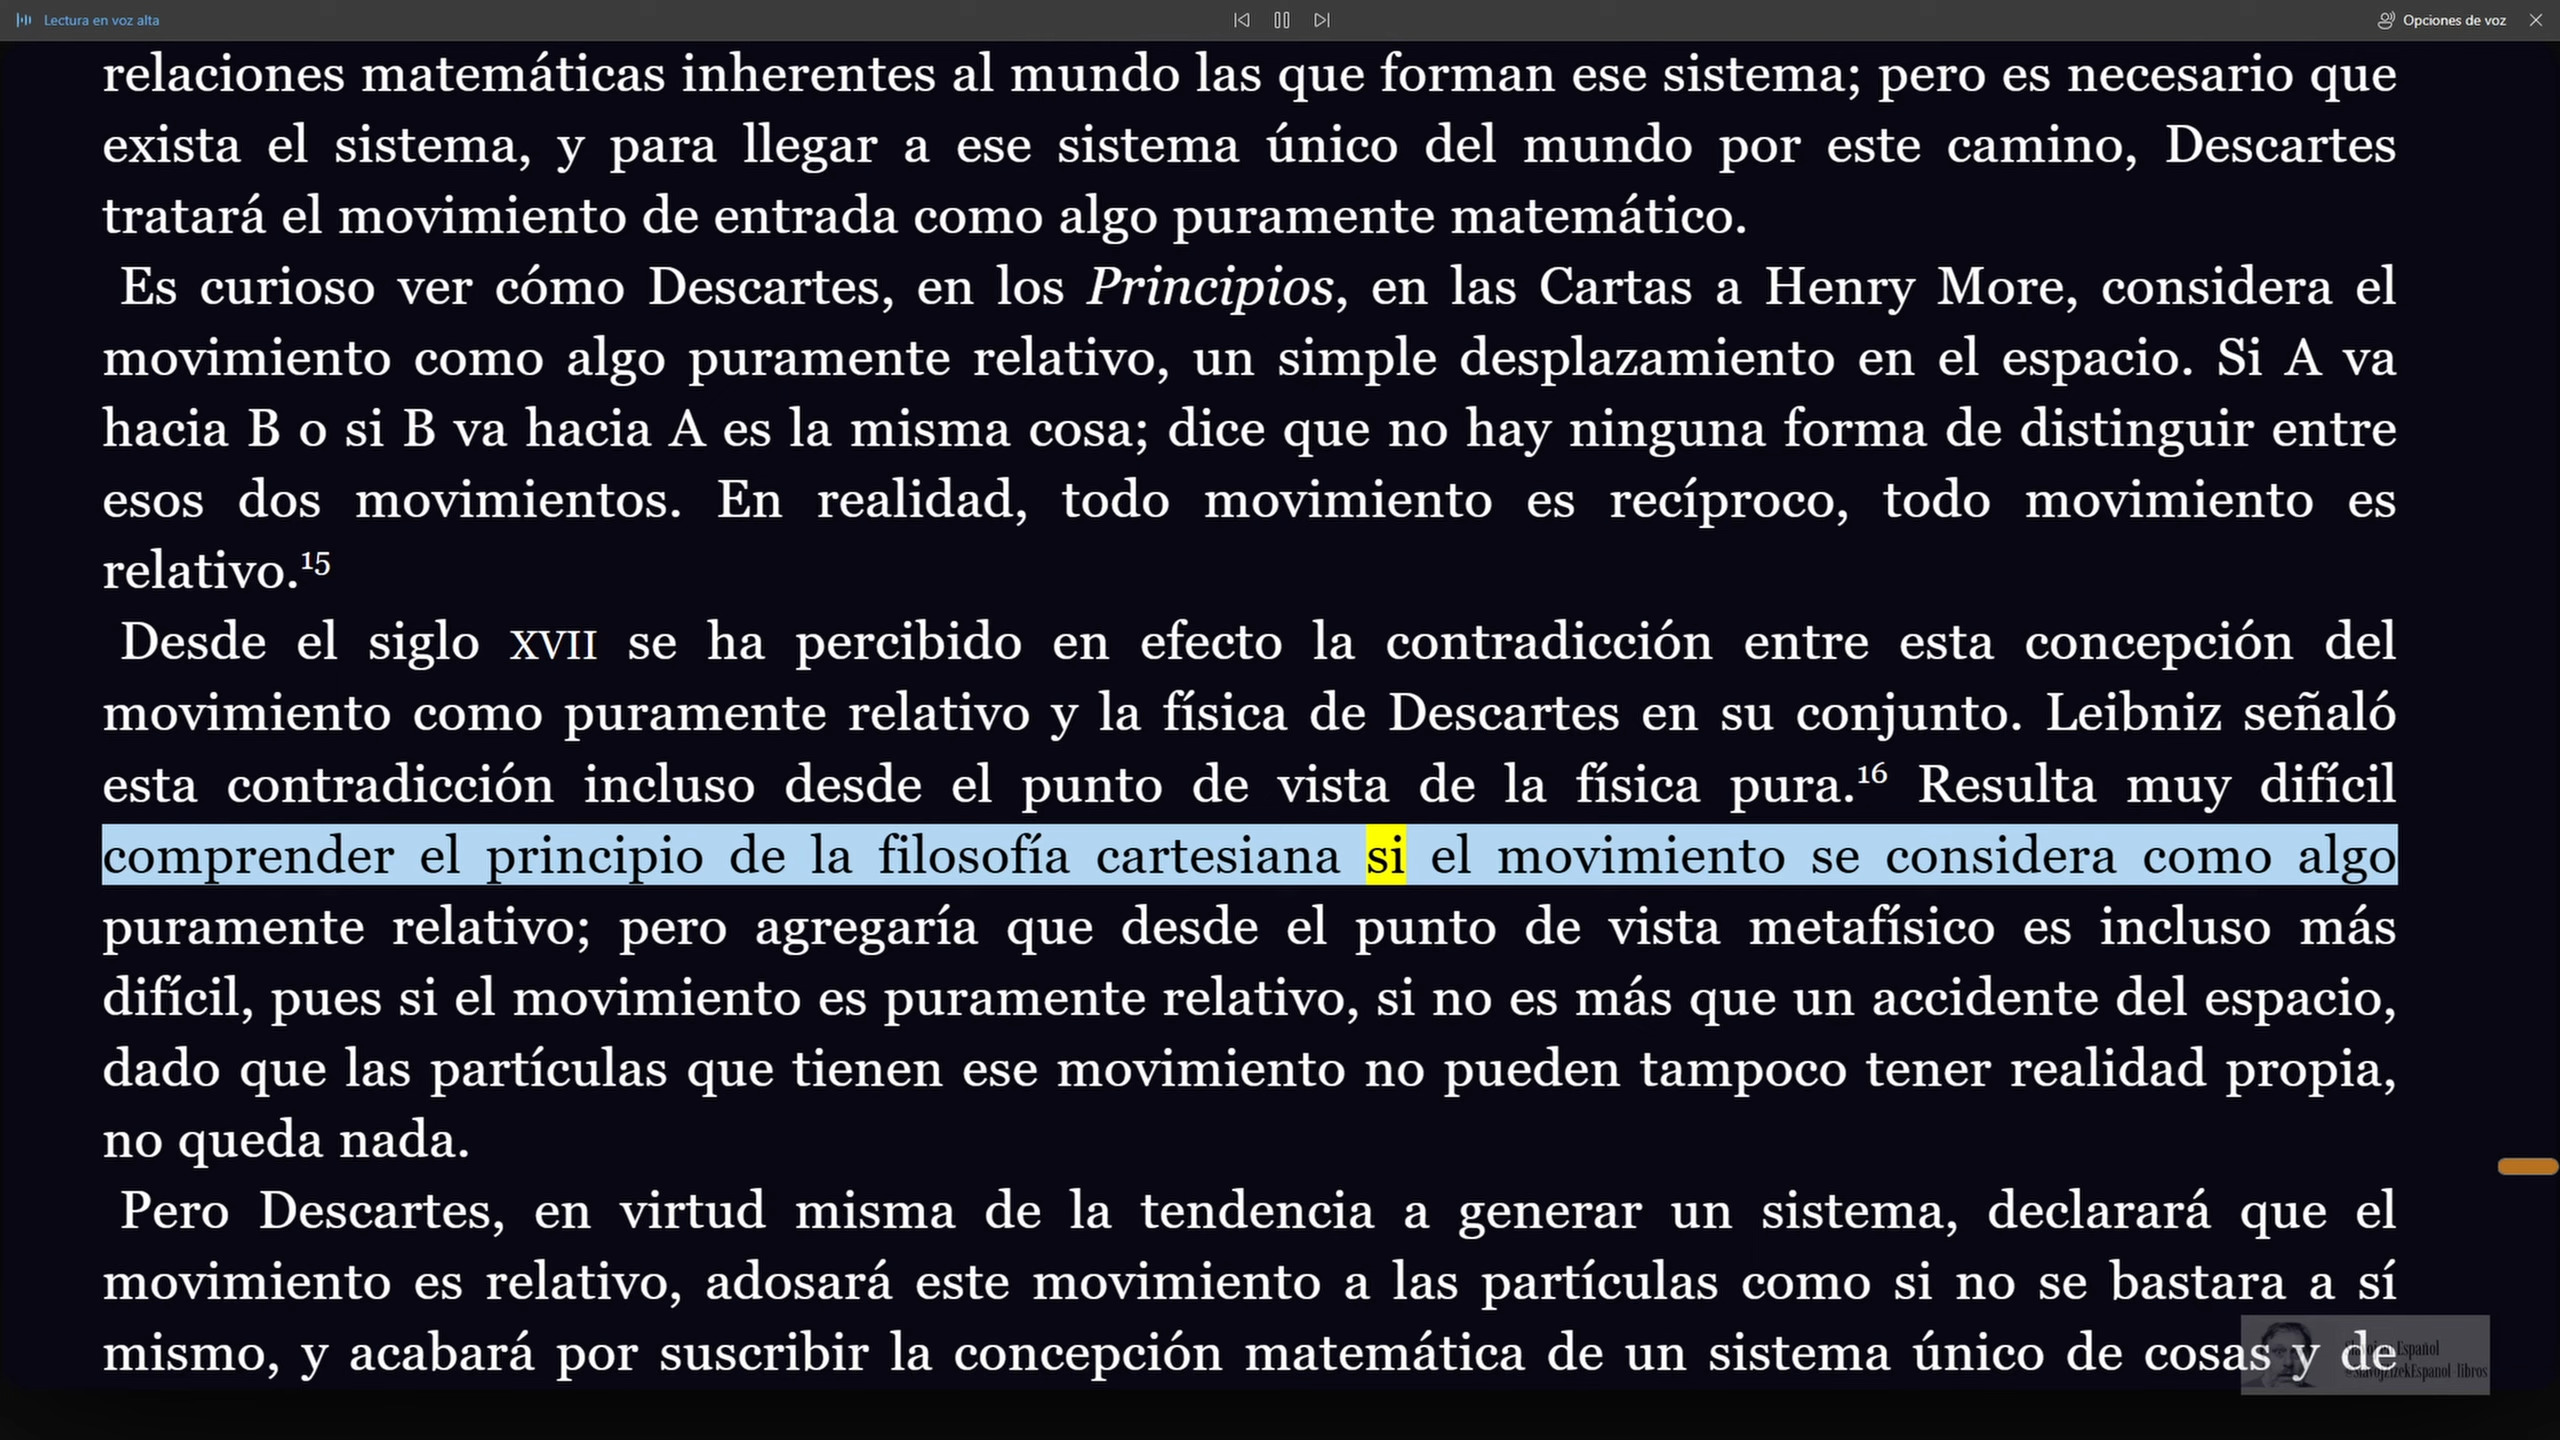 Lectura en voz alta
Opciones de voz
relaciones matemáticas inherentes al mundo las que forman ese sistema; pero es necesario que
exista el sistema, y para llegar a ese sistema único del mundo por este camino, Descartes
tratará el movimiento de entrada como algo puramente matemático.
Es curioso ver cómo Descartes, en los Principios, en las Cartas a Henry More, considera el
movimiento como algo puramente relativo, un simple desplazamiento en el espacio. Si A va
hacia B o si B va hacia A es la misma cosa; dice que no hay ninguna forma de distinguir entre
esos dos movimientos. En realidad, todo movimiento es recíproco, todo movimiento es
relativo.15
Desde el siglo XVII se ha percibido en efecto la contradicción entre esta concepción del
movimiento como puramente relativo y la física de Descartes en su conjunto. Leibniz señaló
esta contradicción incluso desde el punto de vista de la física pura.16 Resulta muy difícil
comprender el principio de la filosofía cartesiana si el movimiento se considera como algo
puramente relativo; pero agregaría que desde el punto de vista metafísico es incluso más
difícil, pues si el movimiento es puramente relativo, si no es más que un accidente del espacio,
dado que las partículas que tienen ese movimiento no pueden tampoco tener realidad propia,
no queda nada.
Pero Descartes, en virtud misma de la tendencia a generar un sistema, declarará que el
movimiento es relativo, adosará este movimiento a las partículas como si no se bastara a sí
mismo, y acabará por suscribir la concepción matemática de un sistema único de cosas y de
Español